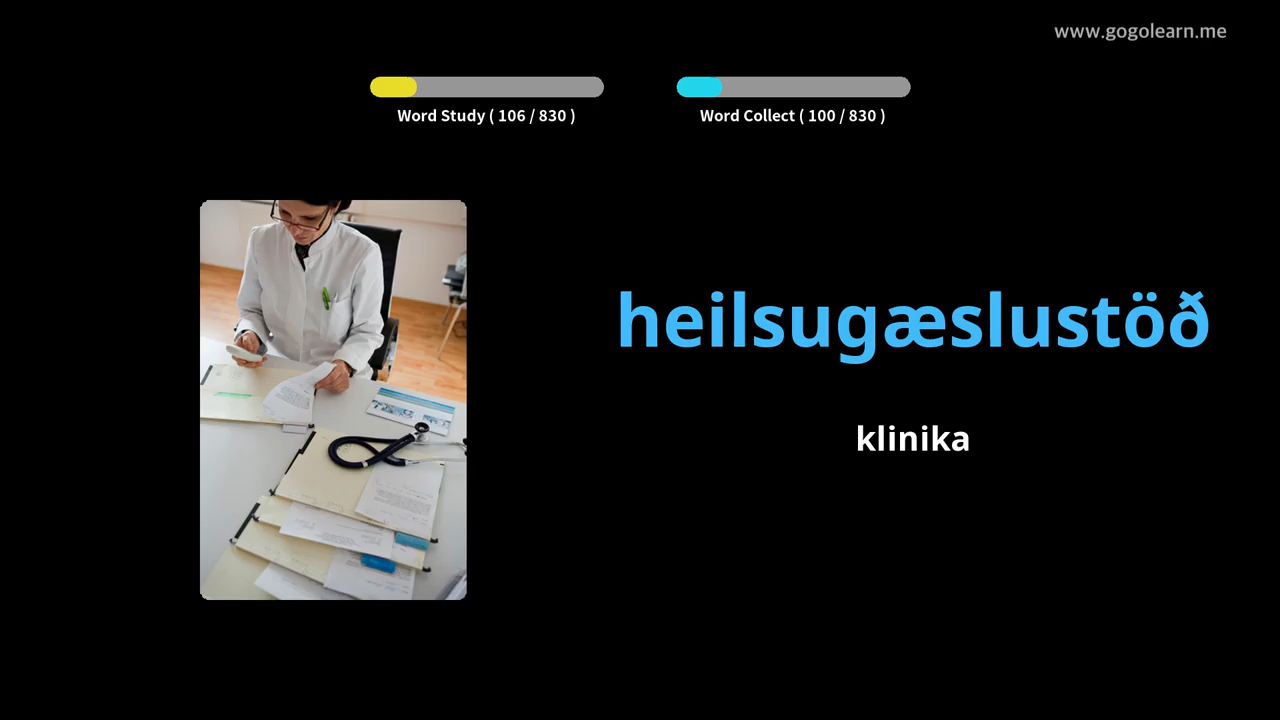 www.gogolearn.me
Word Study ( 106 / 830 )
Word Collect ( 100 / 830 )
heilsugæslustöð
klinika